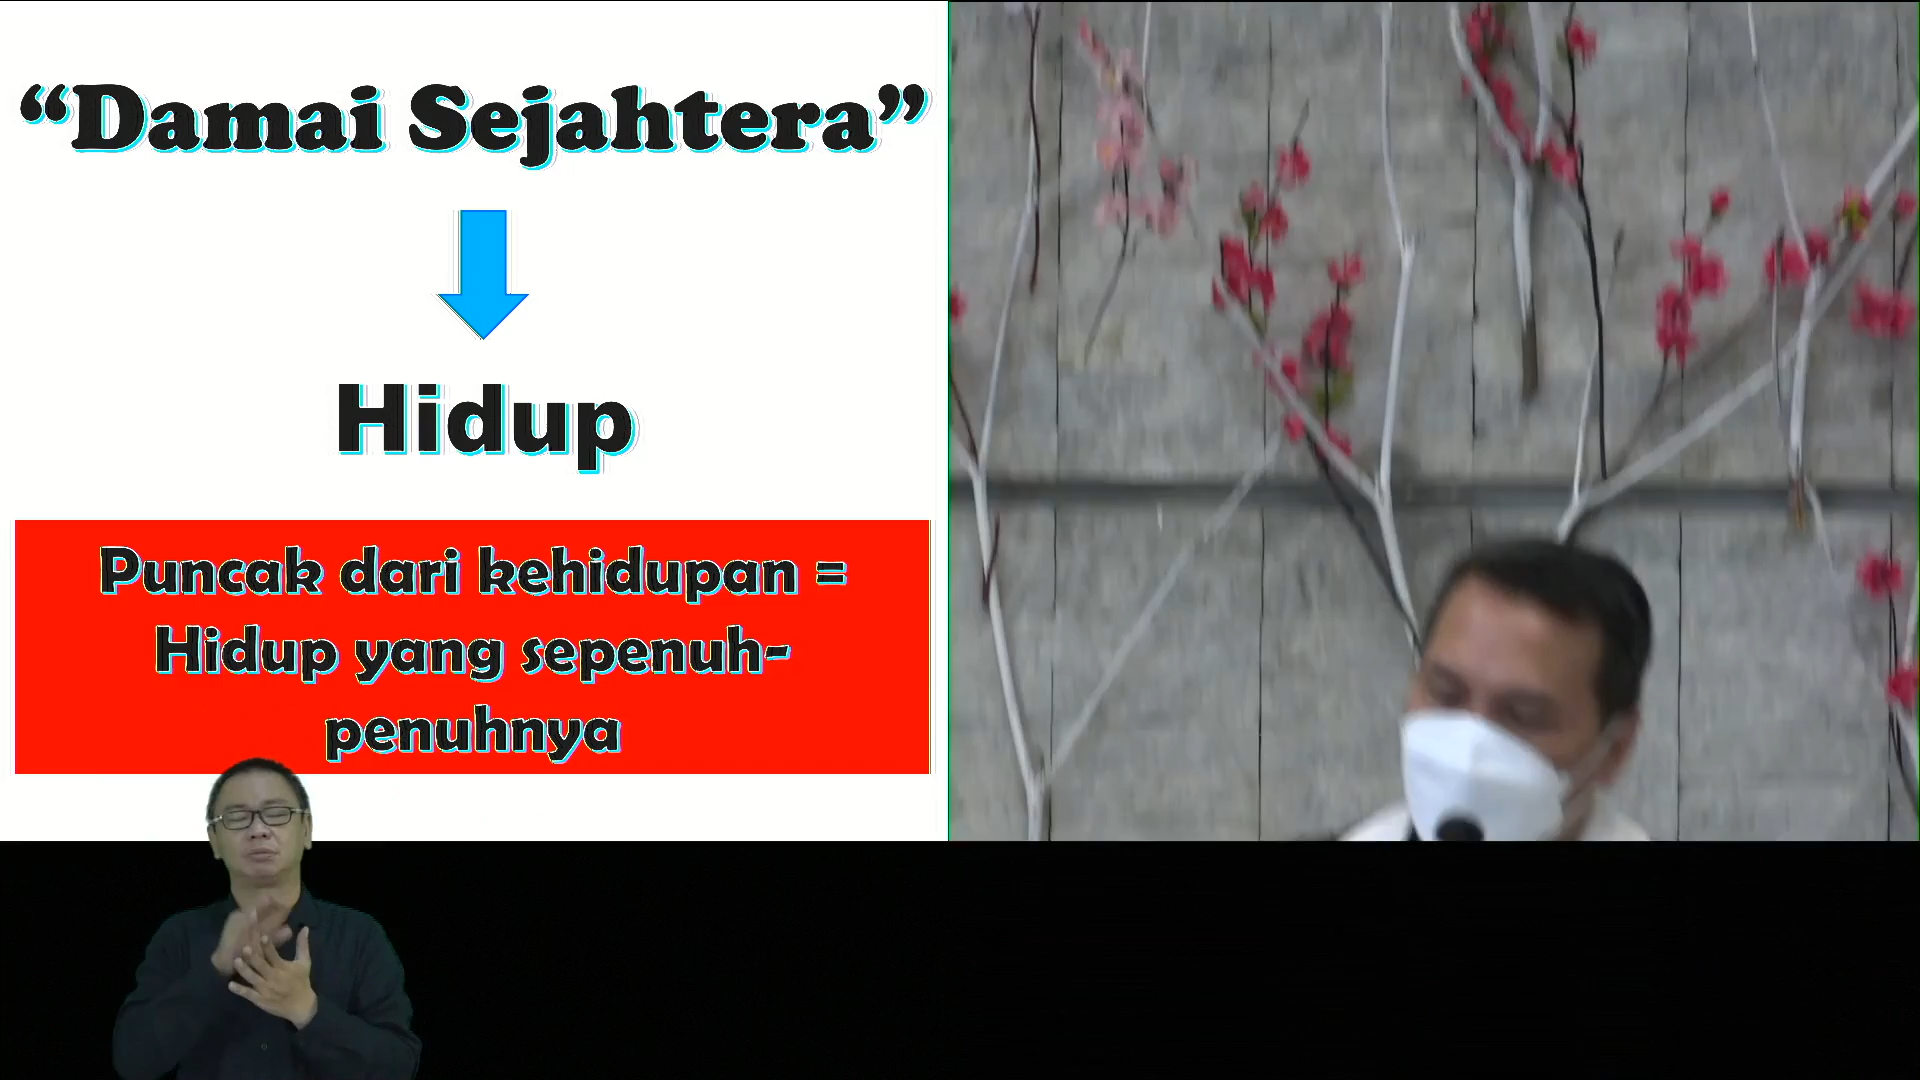 “Damai Sejahtera”
Hidup
Puncak dari kehidupan =
Hidup yang sepenuh-
penuhnya